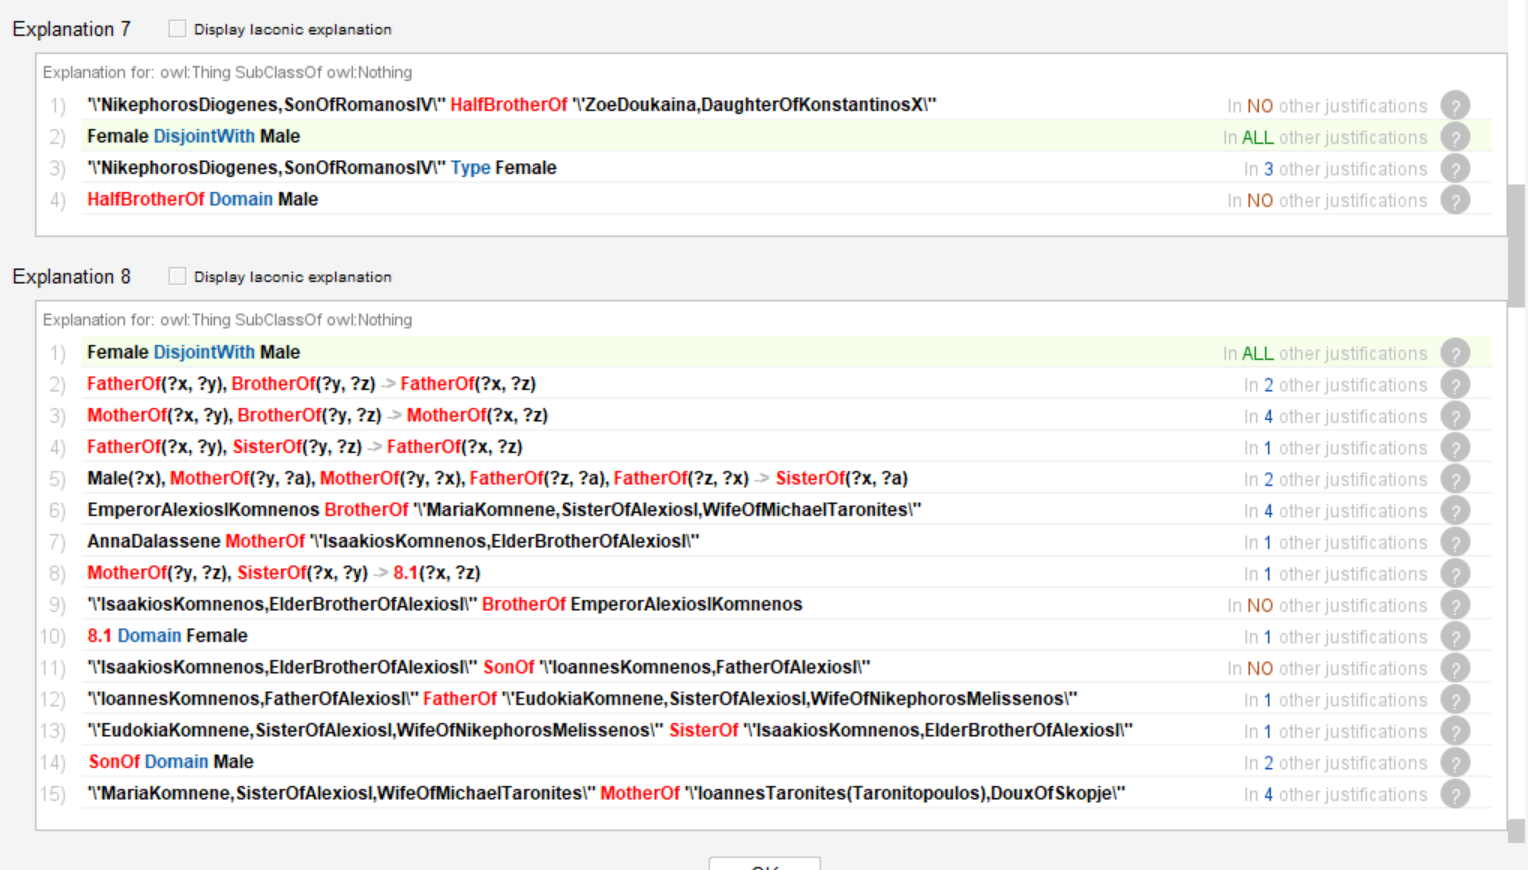 Explanation 7 Display laconic explanation
Explanation for: owl:Thing SubClassOf owl:Nothing
1) '\'NikephorosDiogenes,SonOfRomanosIV\'' HalfBrotherOf '\'ZoeDoukaina,DaughterOfKonstantinosX\'' In NO other justifications ?
2) Female DisjointWith Male In ALL other justifications ?
3) '\'NikephorosDiogenes,SonOfRomanosIV\'' Type Female In 3 other justifications ?
4) HalfBrotherOf Domain Male In NO other justifications ?
Explanation 8 Display laconic explanation
Explanation for: owl:Thing SubClassOf owl:Nothing
1) Female DisjointWith Male In ALL other justifications ?
2) FatherOf(?x, ?y), BrotherOf(?y, ?z) -> FatherOf(?x, ?z) In 2 other justifications ?
3) MotherOf(?x, ?y), BrotherOf(?y, ?z) -> MotherOf(?x, ?z) In 4 other justifications ?
4) FatherOf(?x, ?y), SisterOf(?y, ?z) -> FatherOf(?x, ?z) In 1 other justifications ?
5) Male(?x), MotherOf(?y, ?a), MotherOf(?y, ?x), FatherOf(?z, ?a), FatherOf(?z, ?x) -> SisterOf(?x, ?a) In 2 other justifications ?
6) EmperorAlexiosIKomnenos BrotherOf '\'MariaKomnene,SisterOfAlexiosI,WifeOfMichaelTaronites\'' In 4 other justifications ?
7) AnnaDalassene MotherOf '\'IsaakiosKomnenos,ElderBrotherOfAlexiosI\'' In 1 other justifications ?
8) MotherOf(?y, ?z), SisterOf(?x, ?y) -> 8.1(?x, ?z) In 1 other justifications ?
9) '\'IsaakiosKomnenos,ElderBrotherOfAlexiosI\'' BrotherOf EmperorAlexiosIKomnenos In NO other justifications ?
10) 8.1 Domain Female In 1 other justifications ?
11) '\'IsaakiosKomnenos,ElderBrotherOfAlexiosI\'' SonOf '\'IoannesKomnenos,FatherOfAlexiosI\'' In NO other justifications ?
12) '\'IoannesKomnenos,FatherOfAlexiosI\'' FatherOf '\'EudokiaKomnene,SisterOfAlexiosI,WifeOfNikephorosMelissenos\'' In 1 other justifications ?
13) '\'EudokiaKomnene,SisterOfAlexiosI,WifeOfNikephorosMelissenos\'' SisterOf '\'IsaakiosKomnenos,ElderBrotherOfAlexiosI\'' In 1 other justifications ?
14) SonOf Domain Male In 2 other justifications ?
15) '\'MariaKomnene,SisterOfAlexiosI,WifeOfMichaelTaronites\'' MotherOf '\'IoannesTaronites(Taronitopoulos),DouxOfSkopje\'' In 4 other justifications ?